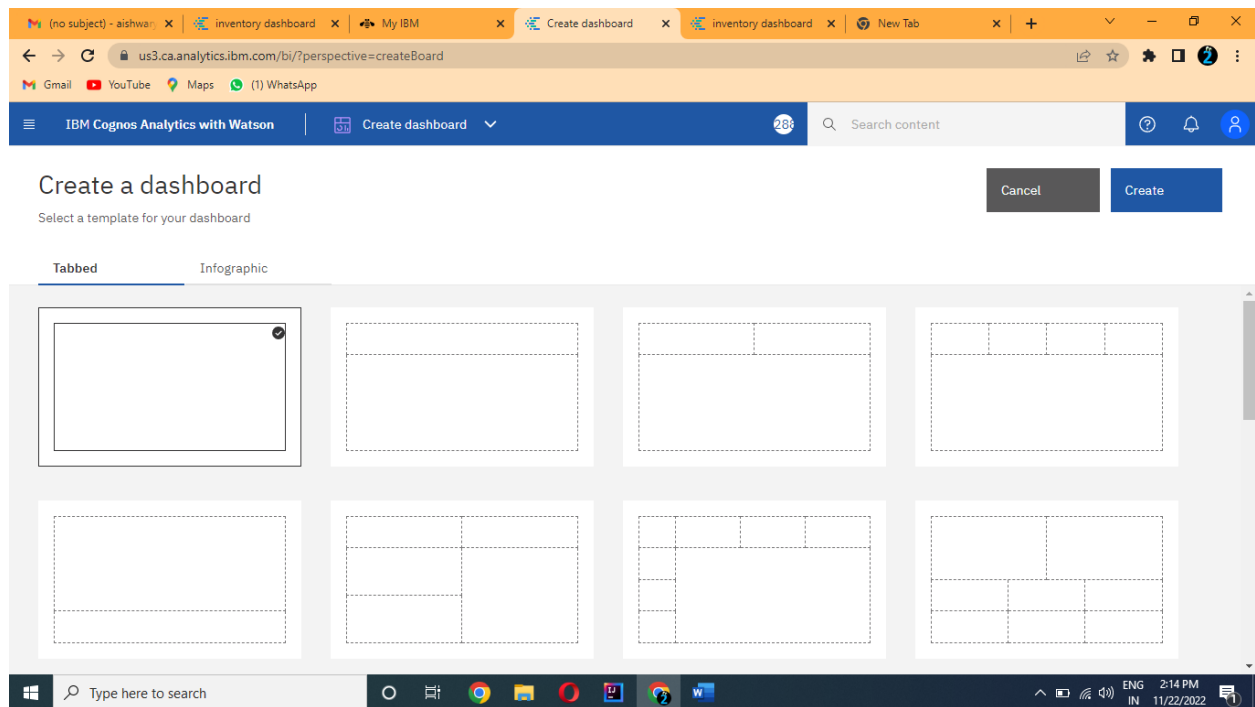 (no subject) - aishwar
inventory dashboard
My IBM
Create dashboard
inventory dashboard
New Tab
us3.ca.analytics.ibm.com/bi/?perspective=createBoard
2
Gmail
YouTube
Maps
(1) WhatsApp
IBM Cognos Analytics with Watson
Create dashboard
288
Search content
Create a dashboard
Cancel
Create
Select a template for your dashboard
Tabbed
Infographic
Type here to search
ENG
IN
2:14 PM
11/22/2022
1